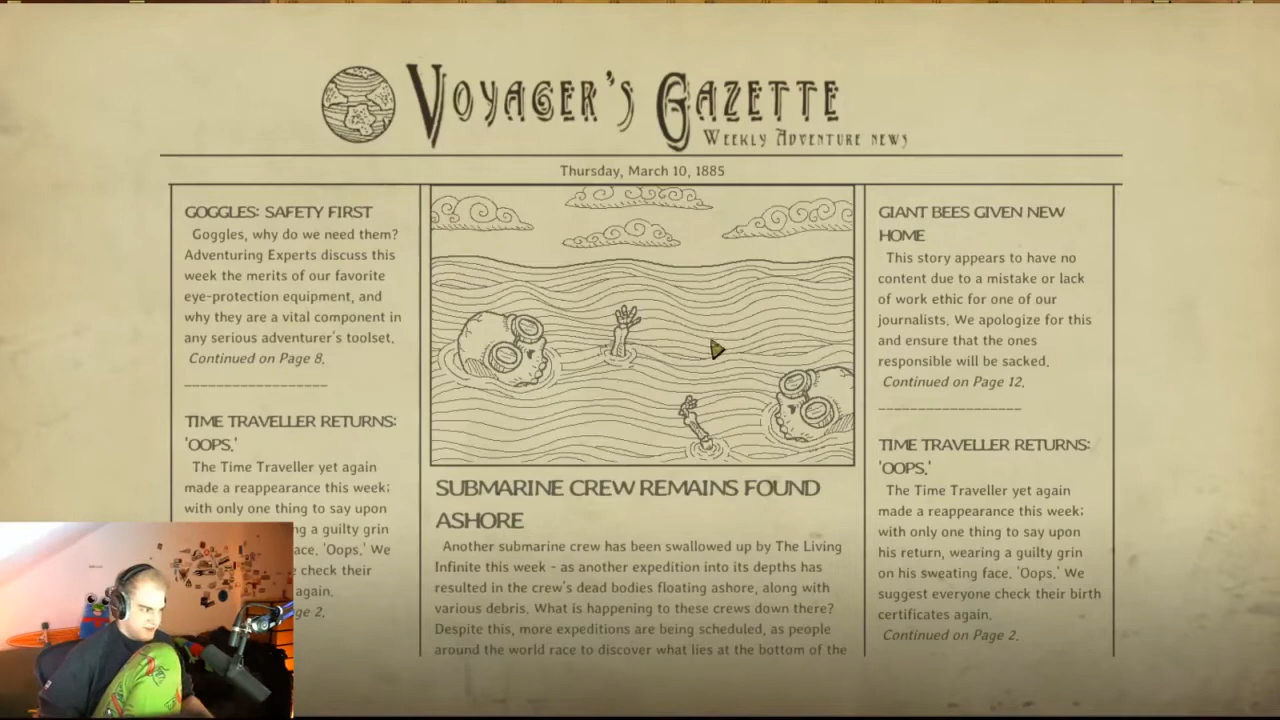 VOYAGER'S GAZETTE
WEEKLY ADVENTURE NEWS
Thursday, March 10, 1885
GOGGLES: SAFETY FIRST
Goggles, why do we need them?
Adventuring Experts discuss this
week the merits of our favorite
eye-protection equipment, and
why they are a vital component in
any serious adventurer's toolset.
Continued on Page 8.
TIME TRAVELLER RETURNS:
'OOPS.'
The Time Traveller yet again
made a reappearance this week;
with only one thing to say upon
ng a guilty grin
ace. 'Oops.' We
check their
again.
ge 2.
SUBMARINE CREW REMAINS FOUND
ASHORE
Another submarine crew has been swallowed up by The Living
Infinite this week - as another expedition into its depths has
resulted in the crew's dead bodies floating ashore, along with
various debris. What is happening to these crews down there?
Despite this, more expeditions are being scheduled, as people
around the world race to discover what lies at the bottom of the
GIANT BEES GIVEN NEW
HOME
This story appears to have no
content due to a mistake or lack
of work ethic for one of our
journalists. We apologize for this
and ensure that the ones
responsible will be sacked.
Continued on Page 12.
TIME TRAVELLER RETURNS:
'OOPS.'
The Time Traveller yet again
made a reappearance this week;
with only one thing to say upon
his return, wearing a guilty grin
on his sweating face. 'Oops.' We
suggest everyone check their birth
certificates again.
Continued on Page 2.